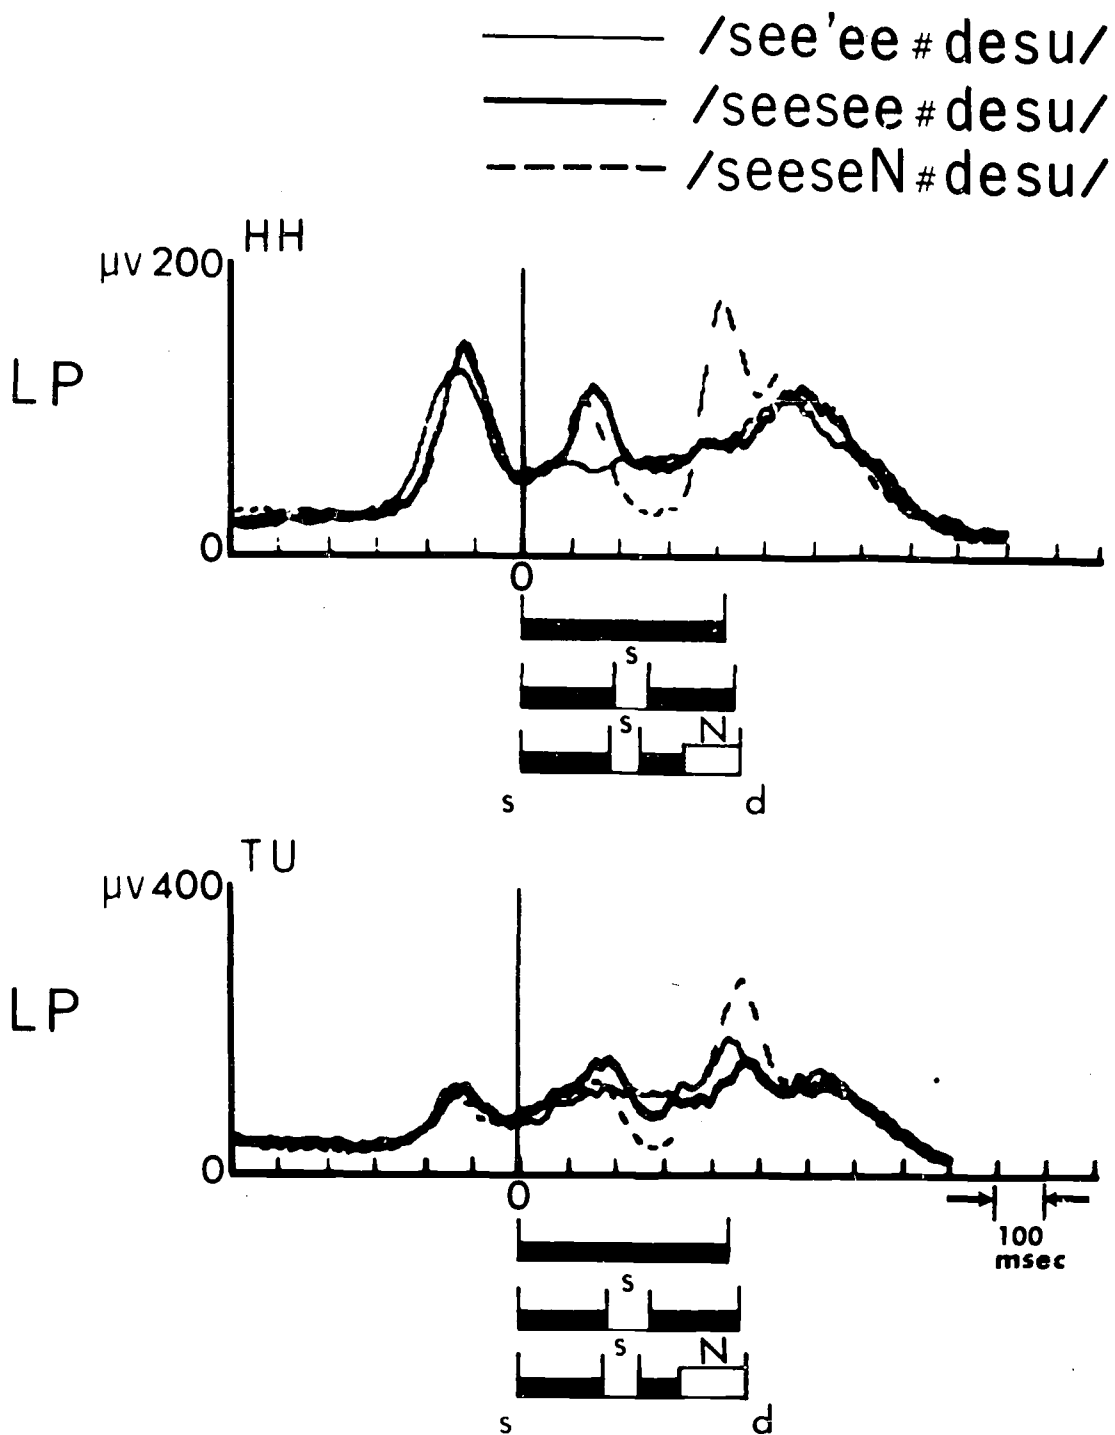 /see'ee # desu/
/seesee # desu/
/seeseN # desu/
HH
μv 200
LP
0
0
s
s N
s d
TU
μv 400
LP
0
0
100
msec
s
s N
s d